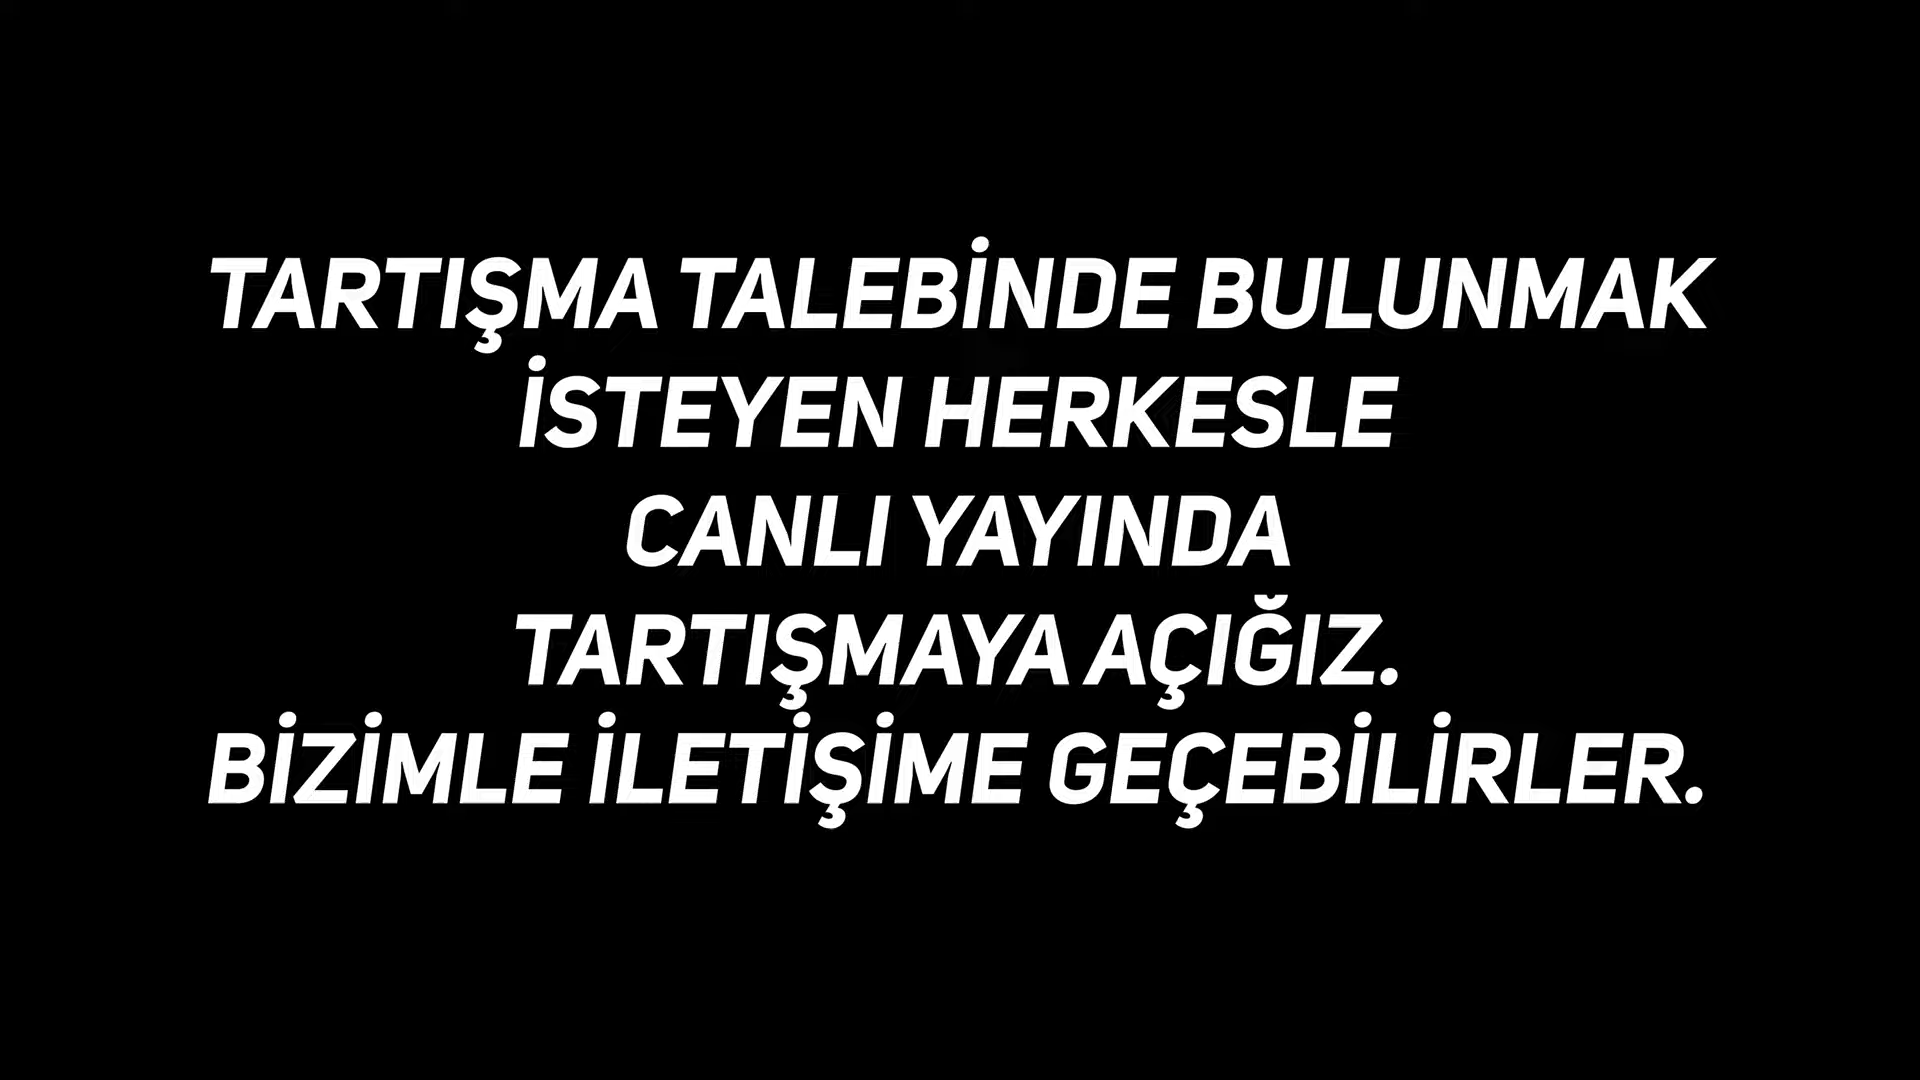 TARTIŞMA TALEBİNDE BULUNMAK
İSTEYEN HERKESLE
CANLI YAYINDA
TARTIŞMAYA AÇIĞIZ.
BİZİMLE İLETİŞİME GEÇEBİLİRLER.